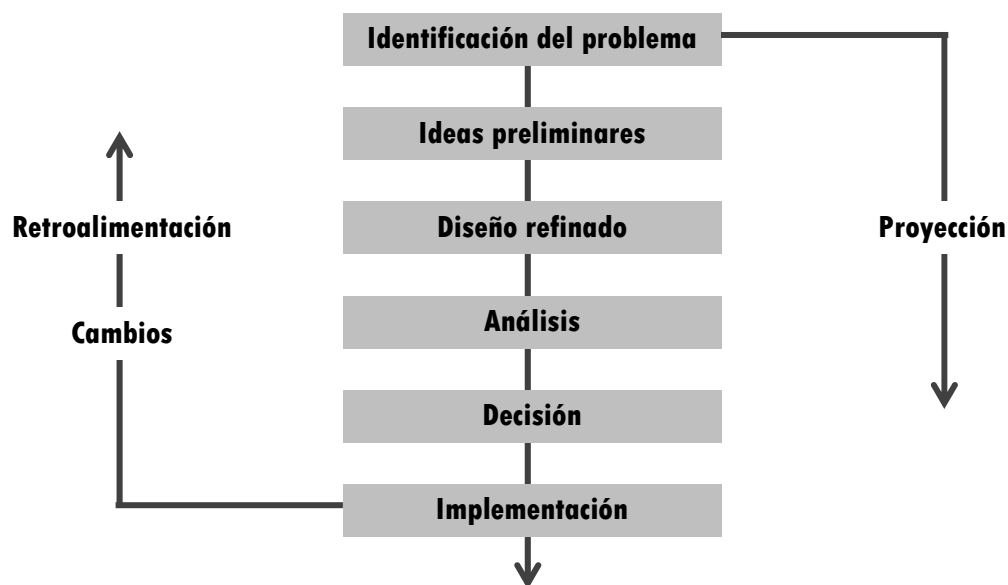 Identificación del problema
Ideas preliminares
Retroalimentación
Diseño refinado
Proyección
Análisis
Cambios
Decisión
Implementación